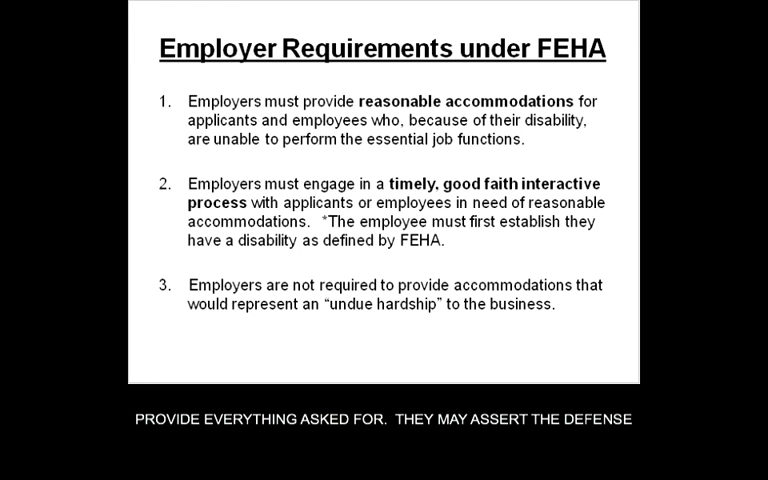 Employer Requirements under FEHA
1. Employers must provide reasonable accommodations for
applicants and employees who, because of their disability,
are unable to perform the essential job functions.
2. Employers must engage in a timely, good faith interactive
process with applicants or employees in need of reasonable
accommodations. *The employee must first establish they
have a disability as defined by FEHA.
3. Employers are not required to provide accommodations that
would represent an “undue hardship” to the business.
PROVIDE EVERYTHING ASKED FOR. THEY MAY ASSERT THE DEFENSE